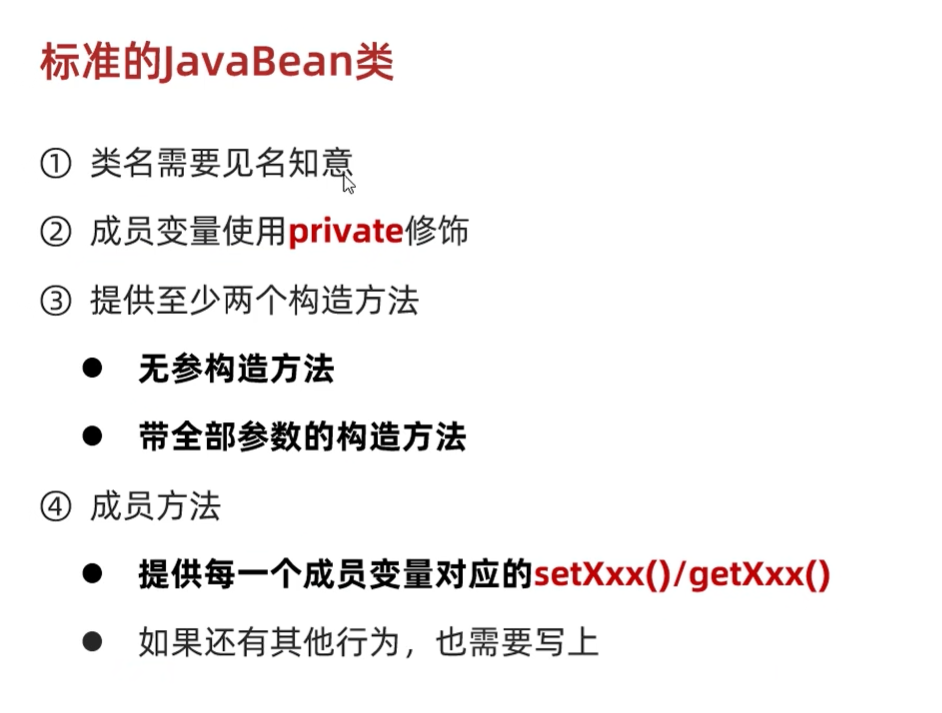 标准的JavaBean类
① 类名需要见名知意
② 成员变量使用private修饰
③ 提供至少两个构造方法
● 无参构造方法
● 带全部参数的构造方法
④ 成员方法
● 提供每一个成员变量对应的setXxx()/getXxx()
● 如果还有其他行为，也需要写上